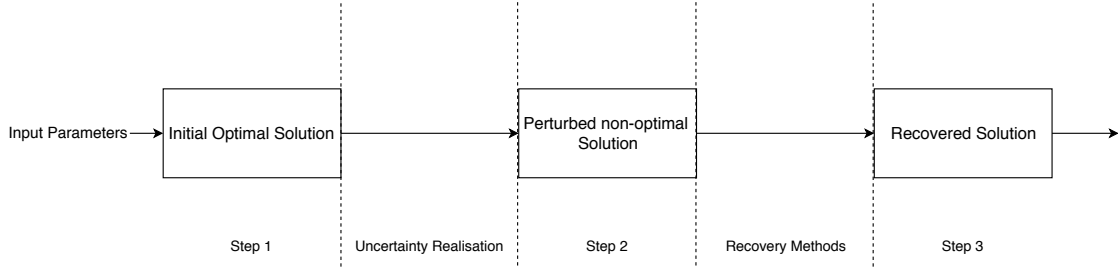 Input Parameters
Initial Optimal Solution
Perturbed non-optimal
Solution
Recovered Solution
Step 1
Uncertainty Realisation
Step 2
Recovery Methods
Step 3